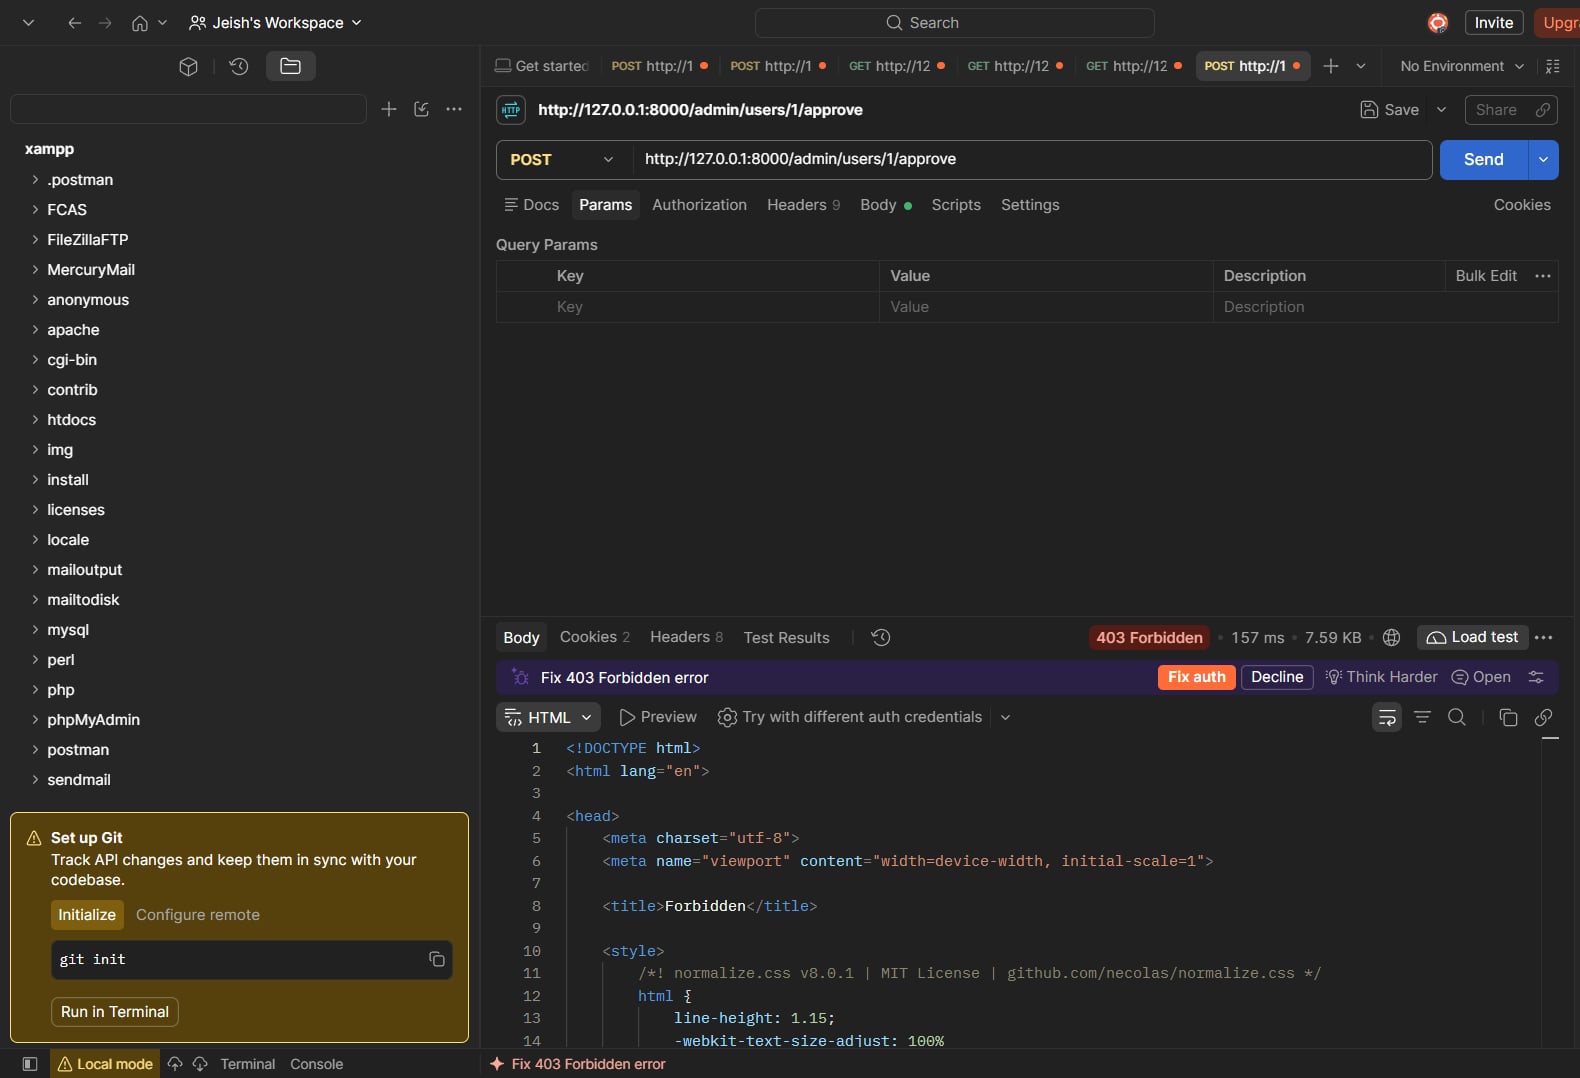 Jeish's Workspace
Search
Invite
Upgr
Get started
POST http://1
POST http://1
GET http://12
GET http://12
GET http://12
POST http://1
No Environment
HTTP
http://127.0.0.1:8000/admin/users/1/approve
Save
Share
POST
http://127.0.0.1:8000/admin/users/1/approve
Send
Docs
Params
Authorization
Headers 9
Body
Scripts
Settings
Cookies
Query Params
Key Value Description Bulk Edit
Key Value Description
xampp
.postman
FCAS
FileZillaFTP
MercuryMail
anonymous
apache
cgi-bin
contrib
htdocs
img
install
licenses
locale
mailoutput
mailtodisk
mysql
perl
php
phpMyAdmin
postman
sendmail
Set up Git
Track API changes and keep them in sync with your
codebase.
Initialize
Configure remote
git init
Run in Terminal
Body
Cookies 2
Headers 8
Test Results
403 Forbidden
157 ms
7.59 KB
Load test
Fix 403 Forbidden error
Fix auth
Decline
Think Harder
Open
HTML
Preview
Try with different auth credentials
1 <!DOCTYPE html>
2 <html lang="en">
3
4 <head>
5 <meta charset="utf-8">
6 <meta name="viewport" content="width=device-width, initial-scale=1">
7
8 <title>Forbidden</title>
9
10 <style>
11 /*! normalize.css v8.0.1 | MIT License | github.com/necolas/normalize.css */
12 html {
13 line-height: 1.15;
14 -webkit-text-size-adjust: 100%
Local mode
Terminal
Console
Fix 403 Forbidden error